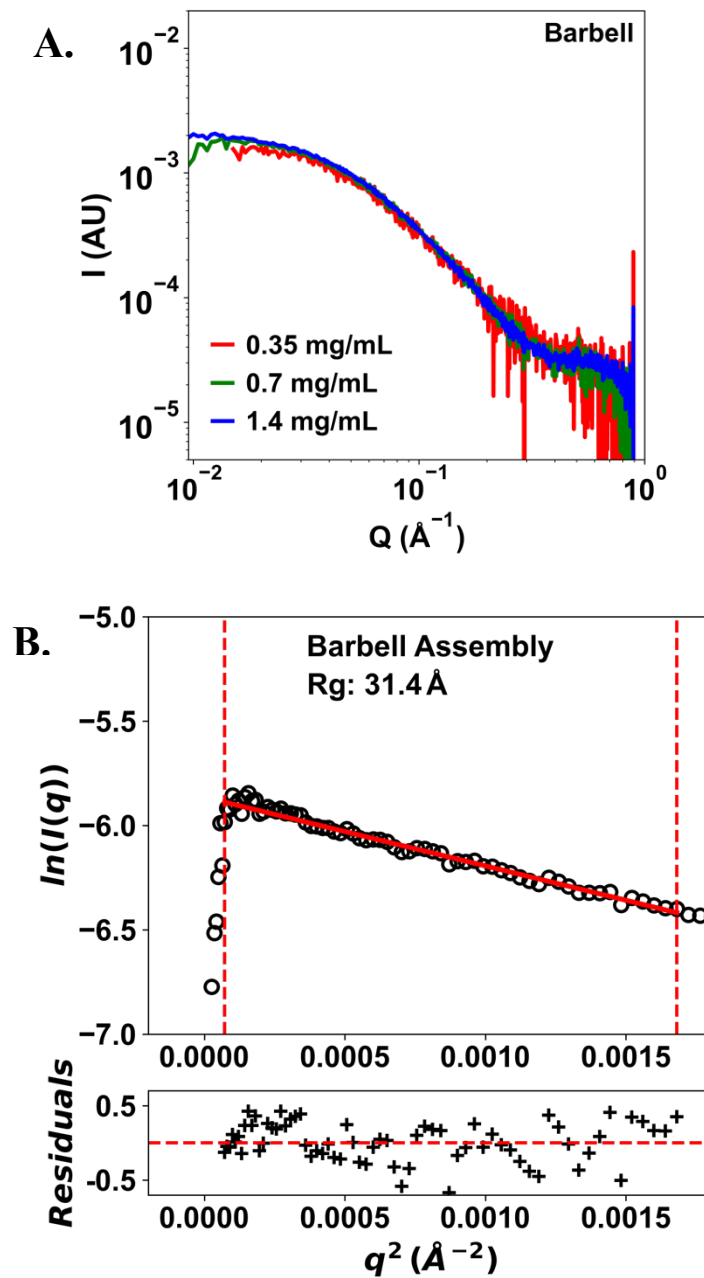 A.
Barbell
10⁻²
10⁻³
10⁻⁴
10⁻⁵
I (AU)
0.35 mg/mL
0.7 mg/mL
1.4 mg/mL
10⁻² 10⁻¹ 10⁰
Q (Å⁻¹)
B.
Barbell Assembly
Rg: 31.4 Å
−5.0
−5.5
−6.0
−6.5
−7.0
ln(I(q))
0.0000 0.0005 0.0010 0.0015
Residuals
0.5
-0.5
0.0000 0.0005 0.0010 0.0015
q² (Å⁻²)